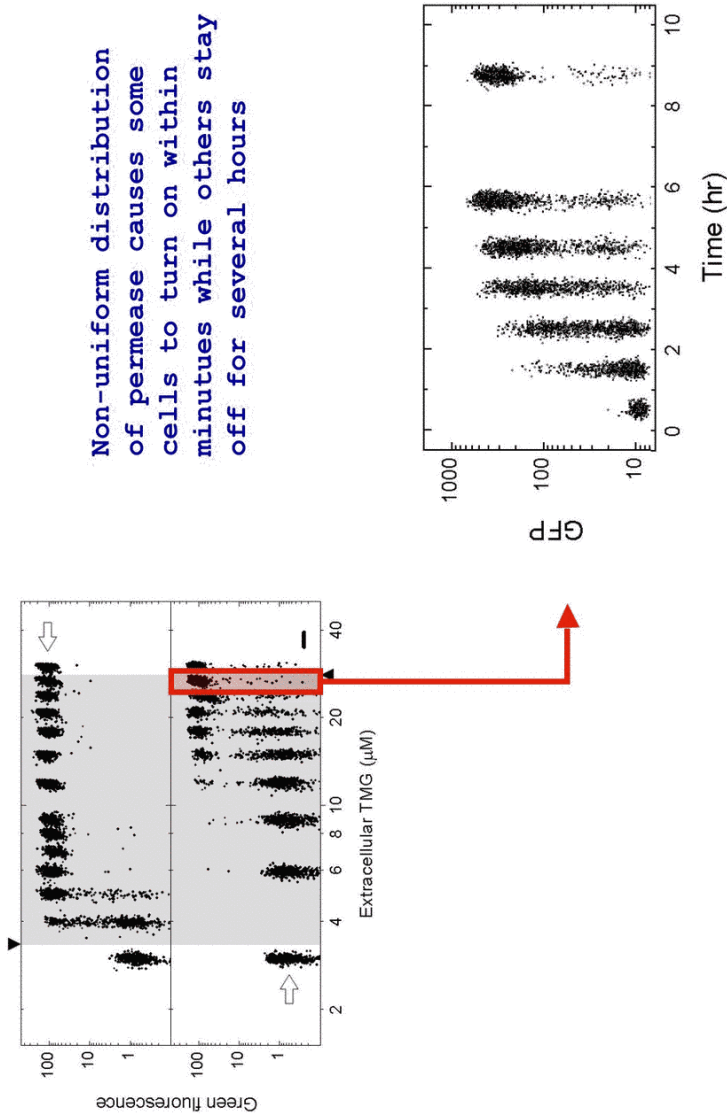 Non-uniform distribution
of permease causes some
cells to turn on within
minutues while others stay
off for several hours
Green fluorescence
100
10
1
100
10
1
2
4
6
8
10
20
40
Extracellular TMG (μM)
GFP
1000
100
10
0
2
4
6
8
10
Time (hr)